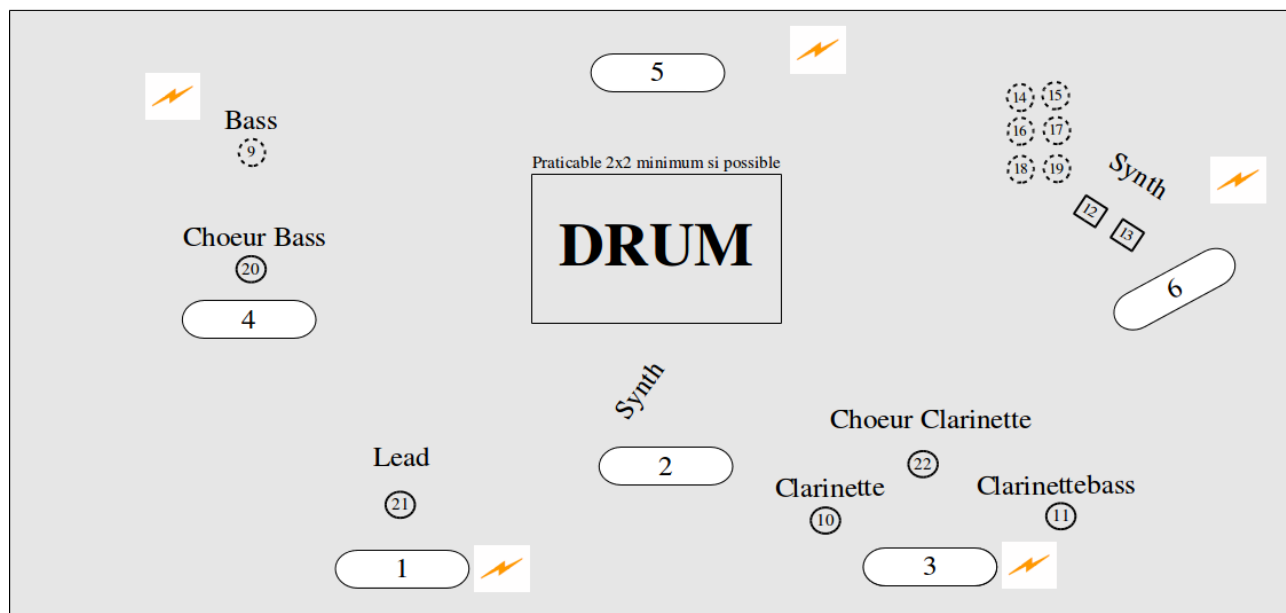 5
Bass
9
14 15
16 17
18 19
Synth
12 13
Praticable 2x2 minimum si possible
DRUM
Choeur Bass
20
4
6
Synth
2
Lead
21
1
Choeur Clarinette
22
Clarinette
10
Clarinettebass
11
3